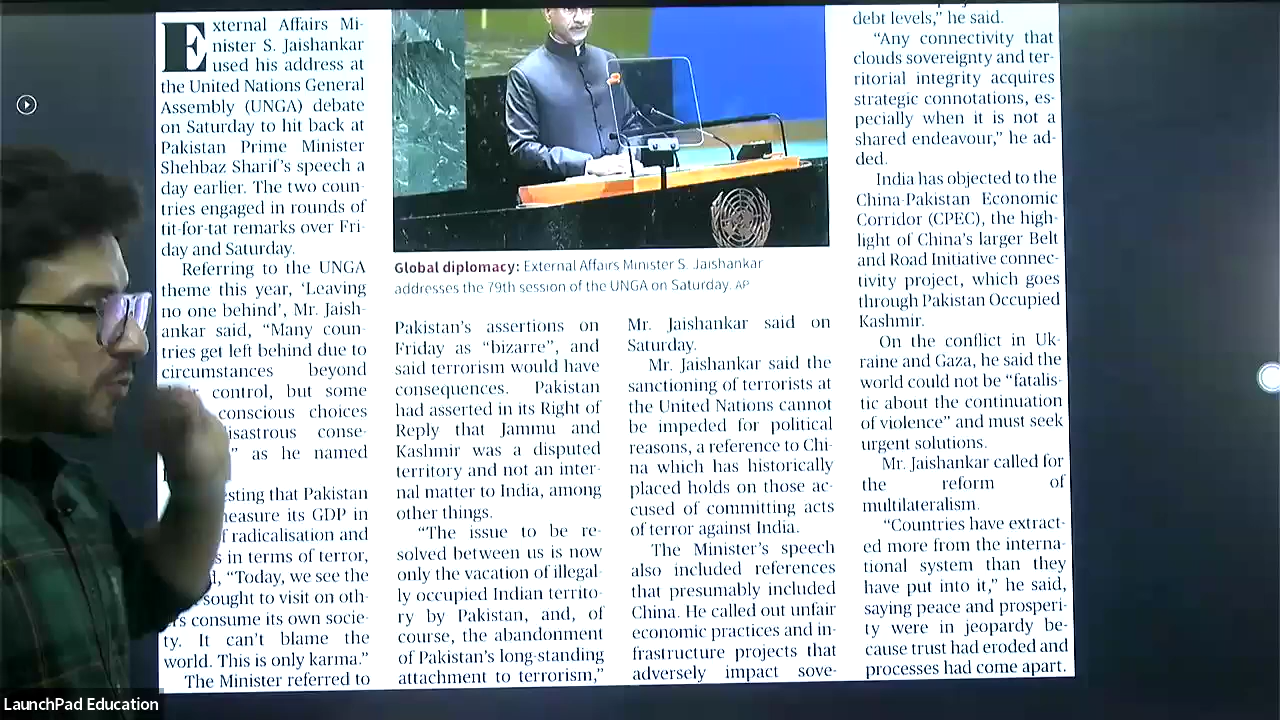 External Affairs Mi-
nister S. Jaishankar
used his address at
the United Nations General
Assembly (UNGA) debate
on Saturday to hit back at
Pakistan Prime Minister
Shehbaz Sharif's speech a
day earlier. The two coun-
tries engaged in rounds of
tit-for-tat remarks over Fri-
day and Saturday.
Referring to the UNGA
theme this year, 'Leaving
no one behind', Mr. Jaish-
ankar said, “Many coun-
tries get left behind due to
circumstances beyond
control, but some
conscious choices
conse-
” as he named
that Pakistan
its GDP in
radicalisation and
in terms of terror,
“Today, we see the
sought to visit on oth-
consume its own socie-
ty. It can't blame the
world. This is only karma.”
The Minister referred to
Global diplomacy: External Affairs Minister S. Jaishankar
addresses the 79th session of the UNGA on Saturday. AP
Pakistan's assertions on
Friday as “bizarre”, and
said terrorism would have
consequences. Pakistan
had asserted in its Right of
Reply that Jammu and
Kashmir was a disputed
territory and not an inter-
nal matter to India, among
other things.
“The issue to be re-
solved between us is now
only the vacation of illegal-
ly occupied Indian territo-
ry by Pakistan, and, of
course, the abandonment
of Pakistan's long-standing
attachment to terrorism,”
Mr. Jaishankar said on
Saturday.
Mr. Jaishankar said the
sanctioning of terrorists at
the United Nations cannot
be impeded for political
reasons, a reference to Chi-
na which has historically
placed holds on those ac-
cused of committing acts
of terror against India.
The Minister's speech
also included references
that presumably included
China. He called out unfair
economic practices and in-
frastructure projects that
adversely impact sove-
debt levels,” he said.
“Any connectivity that
clouds sovereignty and ter-
ritorial integrity acquires
strategic connotations, es-
pecially when it is not a
shared endeavour,” he ad-
ded.
India has objected to the
China-Pakistan Economic
Corridor (CPEC), the high-
light of China's larger Belt
and Road Initiative connec-
tivity project, which goes
through Pakistan Occupied
Kashmir.
On the conflict in Uk-
raine and Gaza, he said the
world could not be “fatalis-
tic about the continuation
of violence” and must seek
urgent solutions.
Mr. Jaishankar called for
the reform of
multilateralism.
“Countries have extract-
ed more from the interna-
tional system than they
have put into it,” he said,
saying peace and prosperi-
ty were in jeopardy be-
cause trust had eroded and
processes had come apart.
LaunchPad Education